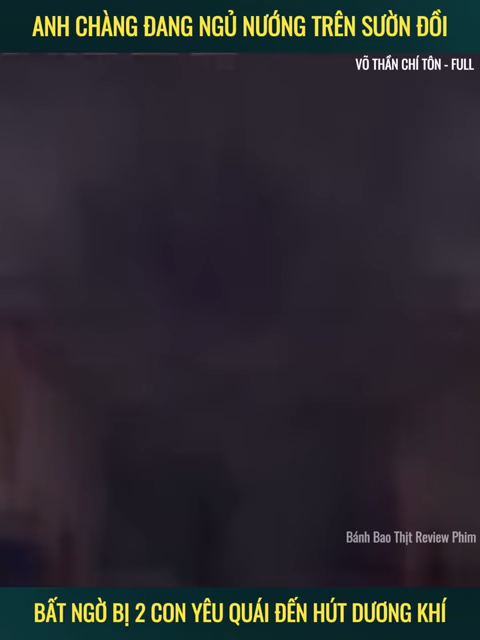 ANH CHÀNG ĐANG NGỦ NƯỚNG TRÊN SƯỜN ĐỒI
VÕ THẦN CHÍ TÔN - FULL
Bánh Bao Thịt Review Phim
BẤT NGỜ BỊ 2 CON YÊU QUÁI ĐẾN HÚT DƯƠNG KHÍ